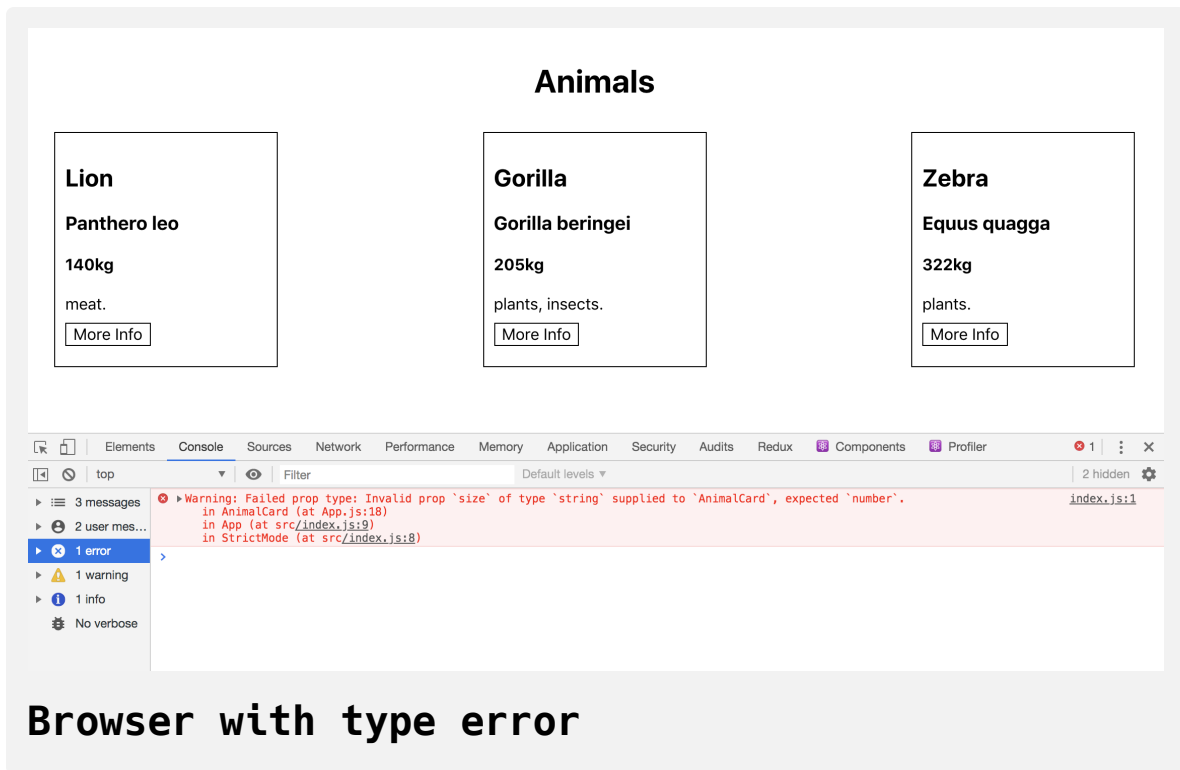 Animals
Lion
Panthero leo
140kg
meat.
More Info
Gorilla
Gorilla beringei
205kg
plants, insects.
More Info
Zebra
Equus quagga
322kg
plants.
More Info
Elements Console Sources Network Performance Memory Application Security Audits Redux Components Profiler 1
top Filter Default levels 2 hidden
3 messages
2 user mes...
1 error
1 warning
1 info
No verbose
Warning: Failed prop type: Invalid prop `size` of type `string` supplied to `AnimalCard`, expected `number`. index.js:1
in AnimalCard (at App.js:18)
in App (at src/index.js:9)
in StrictMode (at src/index.js:8)
Browser with type error